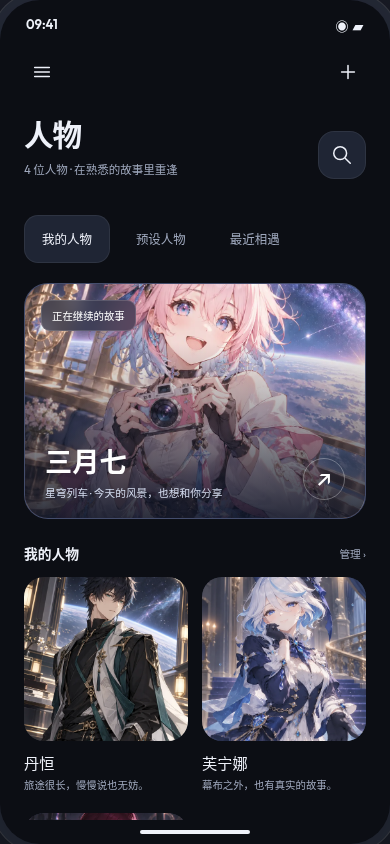 09:41
人物
4 位人物·在熟悉的故事里重逢
我的人物
预设人物
最近相遇
正在继续的故事
三月七
星穹列车·今天的风景，也想和你分享
我的人物
管理 ›
丹恒
旅途很长，慢慢说也无妨。
芙宁娜
幕布之外，也有真实的故事。